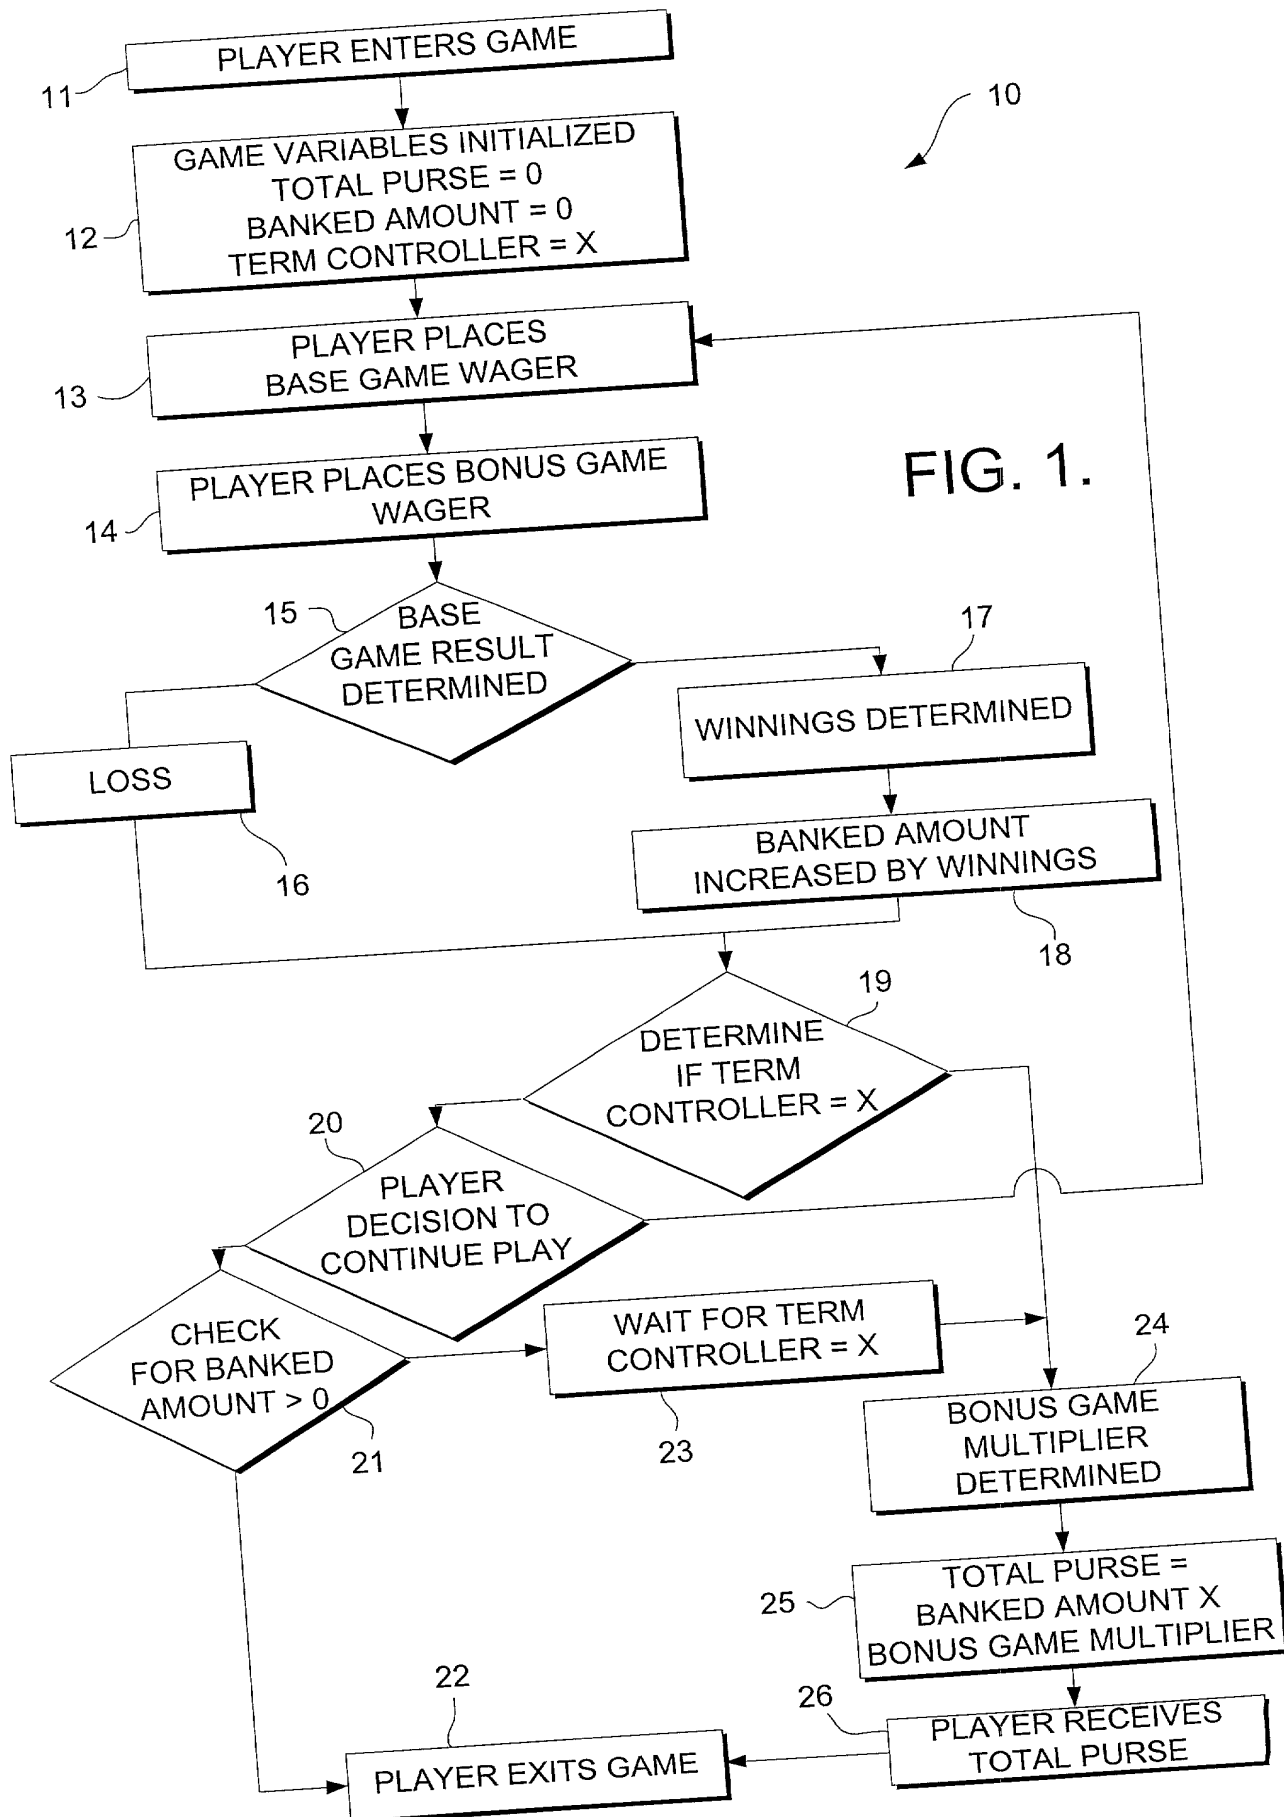 PLAYER ENTERS GAME
11
10
GAME VARIABLES INITIALIZED
TOTAL PURSE = 0
BANKED AMOUNT = 0
TERM CONTROLLER = X
12
PLAYER PLACES
BASE GAME WAGER
13
FIG. 1.
PLAYER PLACES BONUS GAME
WAGER
14
15
BASE
GAME RESULT
DETERMINED
17
WINNINGS DETERMINED
LOSS
16
BANKED AMOUNT
INCREASED BY WINNINGS
18
19
DETERMINE
IF TERM
CONTROLLER = X
20
PLAYER
DECISION TO
CONTINUE PLAY
CHECK
FOR BANKED
AMOUNT > 0
21
WAIT FOR TERM
CONTROLLER = X
23
24
BONUS GAME
MULTIPLIER
DETERMINED
25
TOTAL PURSE =
BANKED AMOUNT X
BONUS GAME MULTIPLIER
26
PLAYER RECEIVES
TOTAL PURSE
22
PLAYER EXITS GAME